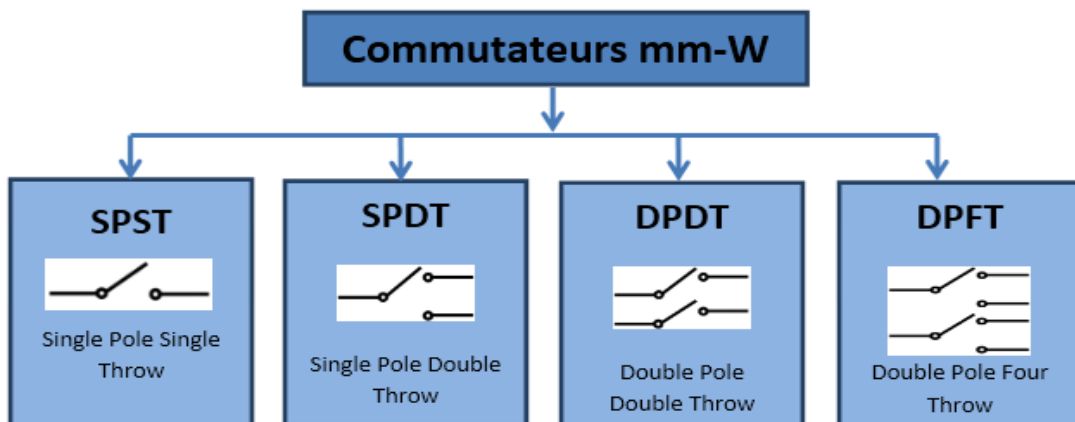 Commutateurs mm-W
SPST
Single Pole Single
Throw
SPDT
Single Pole Double
Throw
DPDT
Double Pole
Double Throw
DPFT
Double Pole Four
Throw